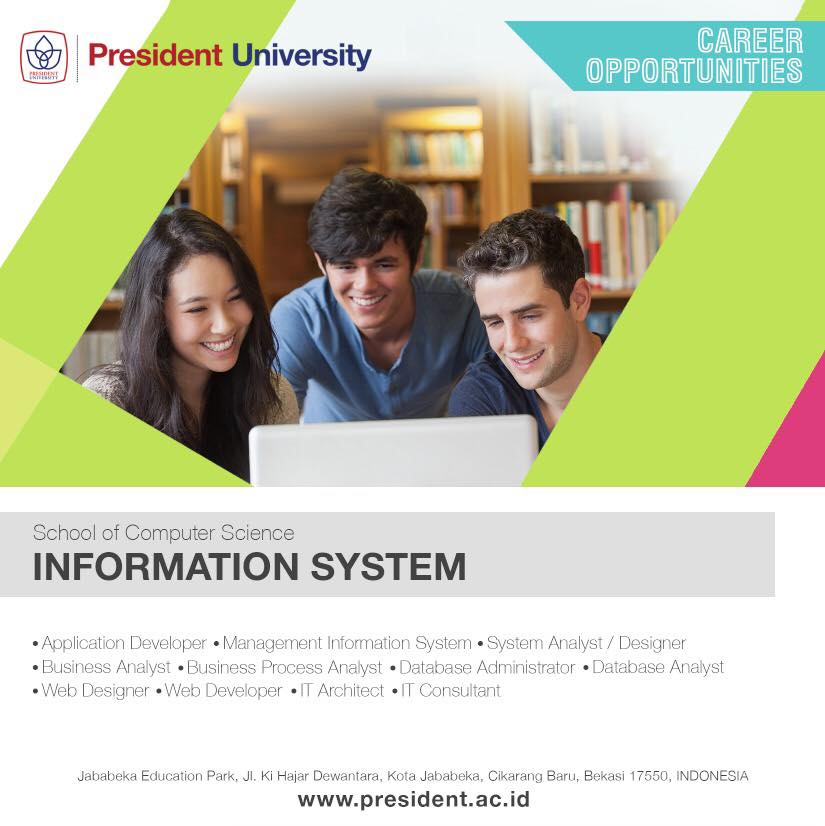 PRESIDENT
UNIVERSITY
President University
CAREER
OPPORTUNITIES
School of Computer Science
INFORMATION SYSTEM
• Application Developer • Management Information System • System Analyst / Designer
• Business Analyst • Business Process Analyst • Database Administrator • Database Analyst
• Web Designer • Web Developer • IT Architect • IT Consultant
Jababeka Education Park, Jl. Ki Hajar Dewantara, Kota Jababeka, Cikarang Baru, Bekasi 17550, INDONESIA
www.president.ac.id